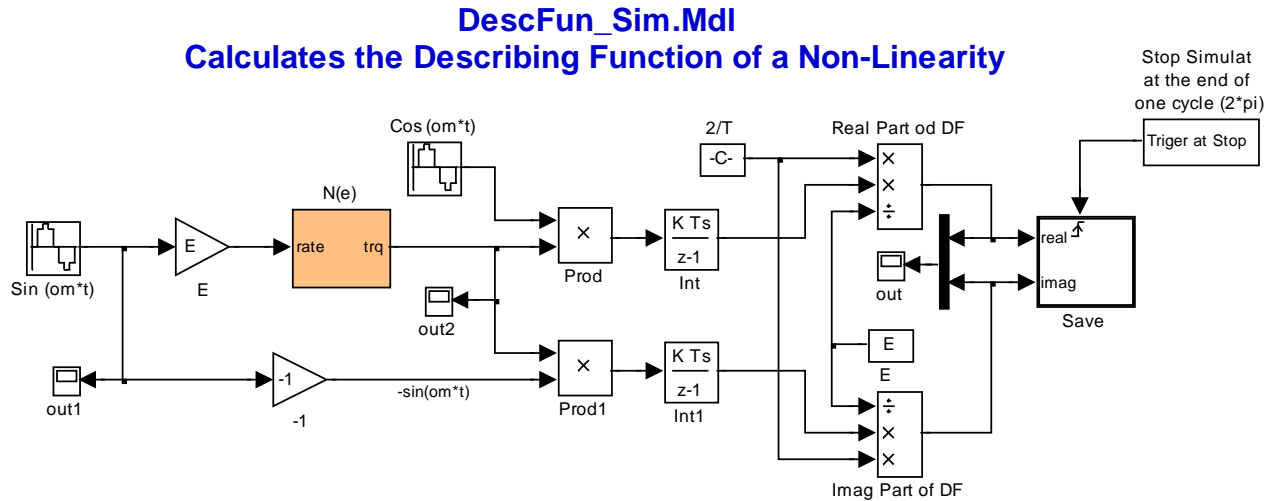 DescFun_Sim.Mdl
Calculates the Describing Function of a Non-Linearity
Stop Simulat
at the end of
one cycle (2*pi)
Triger at Stop
Cos (om*t)
2/T
-C-
Real Part od DF
×
×
÷
N(e)
rate
trq
Sin (om*t)
E
E
×
Prod
K Ts
z-1
Int
real
imag
Save
out
out2
E
E
out1
-1
-1
-sin(om*t)
×
Prod1
K Ts
z-1
Int1
÷
×
×
Imag Part of DF